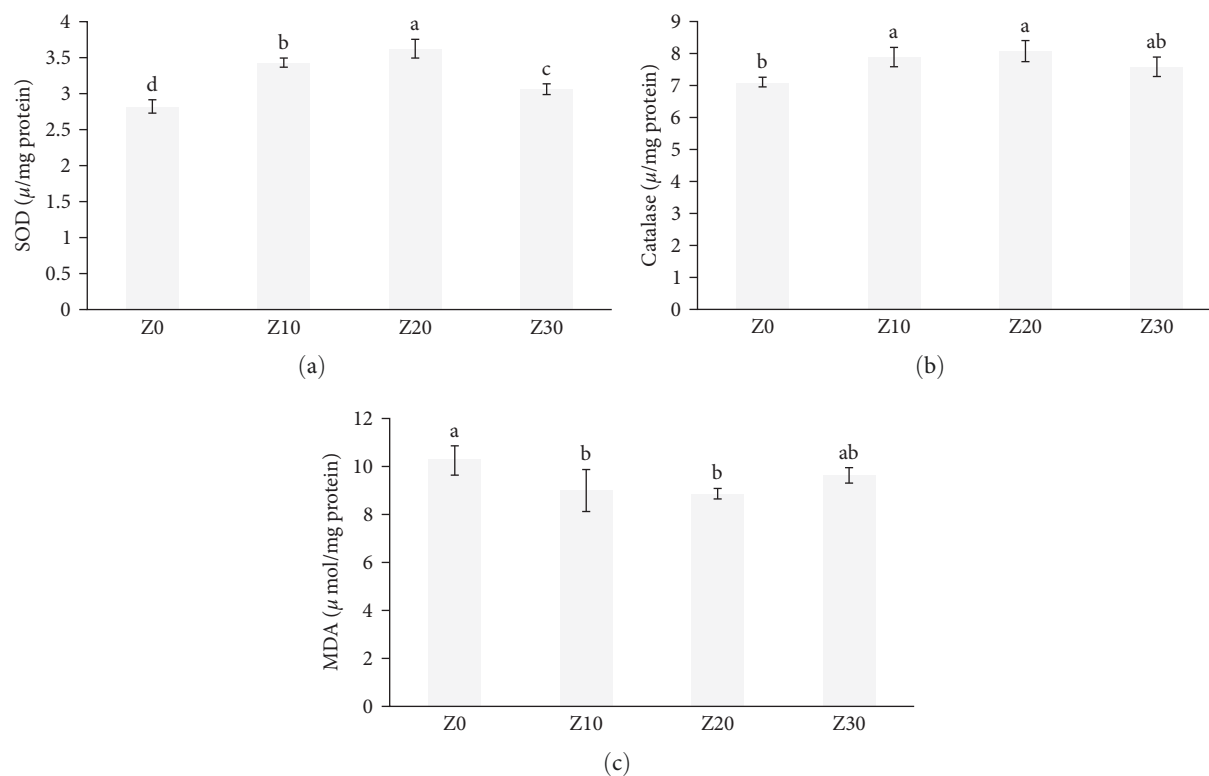 SOD (μ/mg protein)
4
3.5
3
2.5
2
1.5
1
0.5
0
d
b
a
c
Z0 Z10 Z20 Z30
(a)
Catalase (μ/mg protein)
9
8
7
6
5
4
3
2
1
0
b
a
a
ab
Z0 Z10 Z20 Z30
(b)
MDA (μ mol/mg protein)
12
10
8
6
4
2
0
a
b
b
ab
Z0 Z10 Z20 Z30
(c)